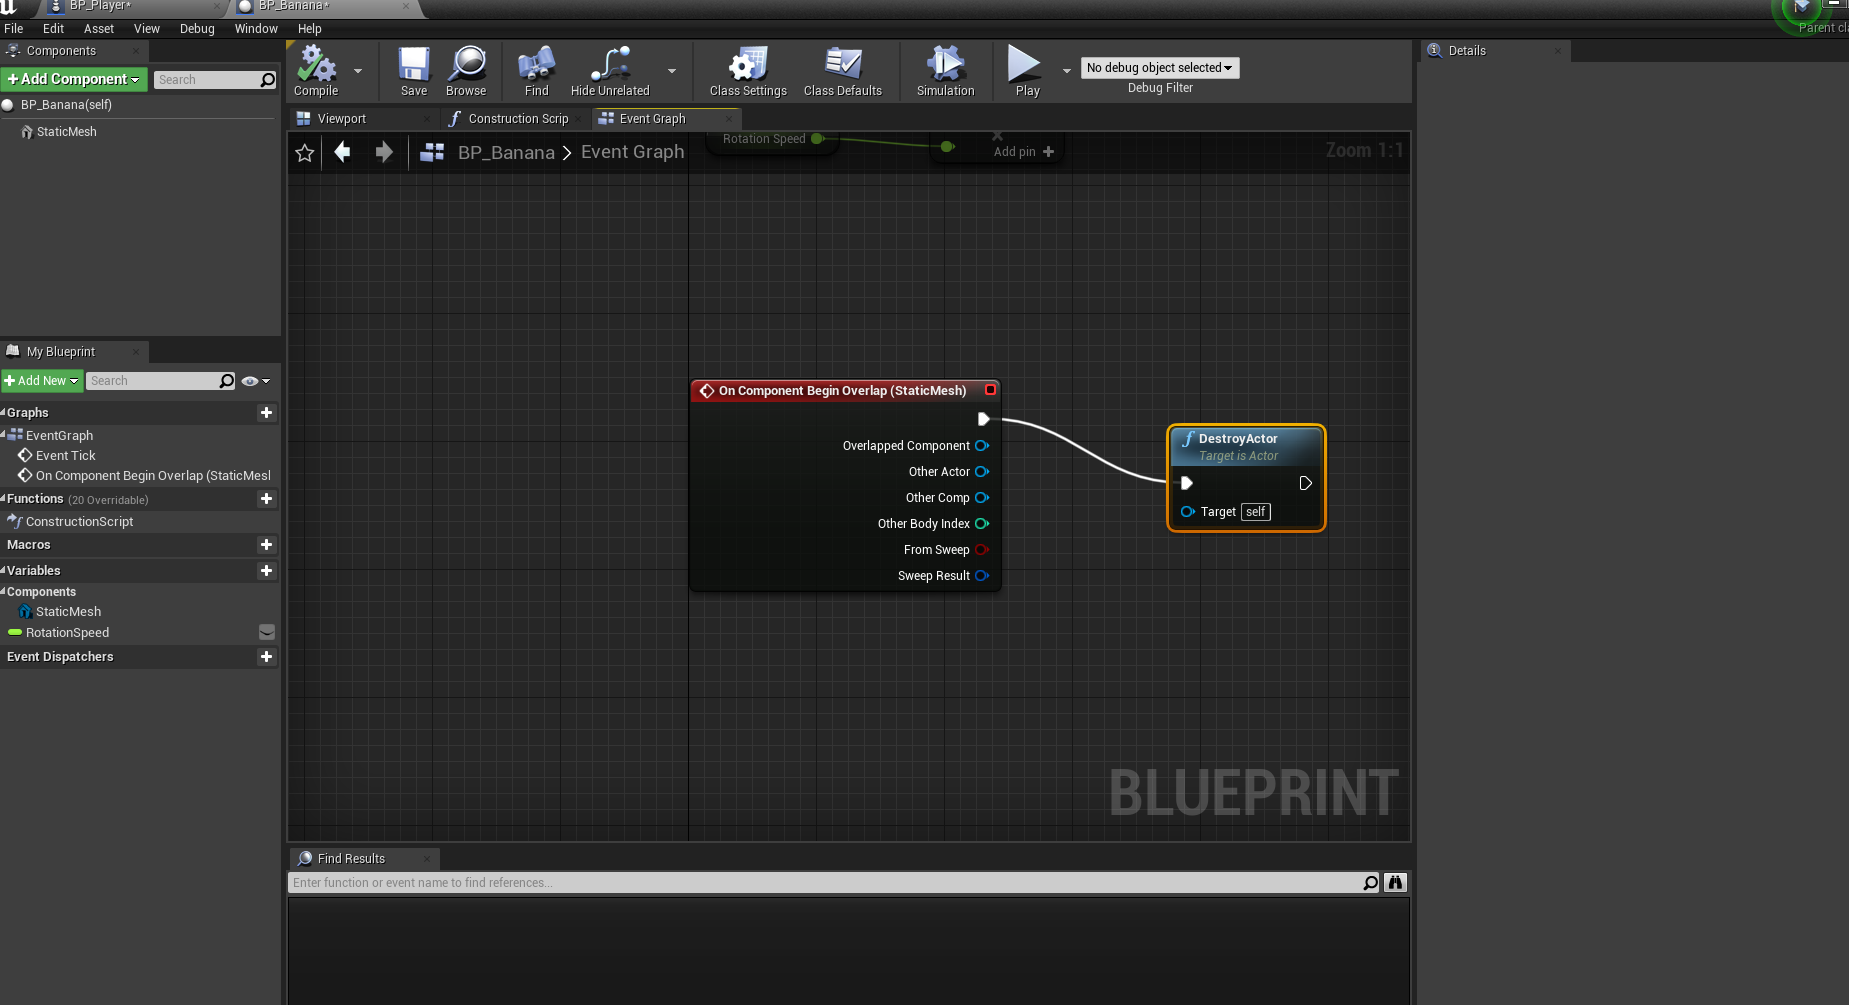 BP_Player*
BP_Banana*
File Edit Asset View Debug Window Help
Parent cla
Components
Add Component
Search
BP_Banana(self)
StaticMesh
Compile
Save
Browse
Find
Hide Unrelated
Class Settings
Class Defaults
Simulation
Play
No debug object selected
Debug Filter
Details
Viewport
Construction Scrip
Event Graph
BP_Banana > Event Graph
Rotation Speed
Add pin +
Zoom 1:1
My Blueprint
Add New
Search
Graphs
EventGraph
Event Tick
On Component Begin Overlap (StaticMesl
Functions (20 Overridable)
ConstructionScript
Macros
Variables
Components
StaticMesh
RotationSpeed
Event Dispatchers
On Component Begin Overlap (StaticMesh)
Overlapped Component
Other Actor
Other Comp
Other Body Index
From Sweep
Sweep Result
DestroyActor
Target is Actor
Target self
BLUEPRINT
Find Results
Enter function or event name to find references...